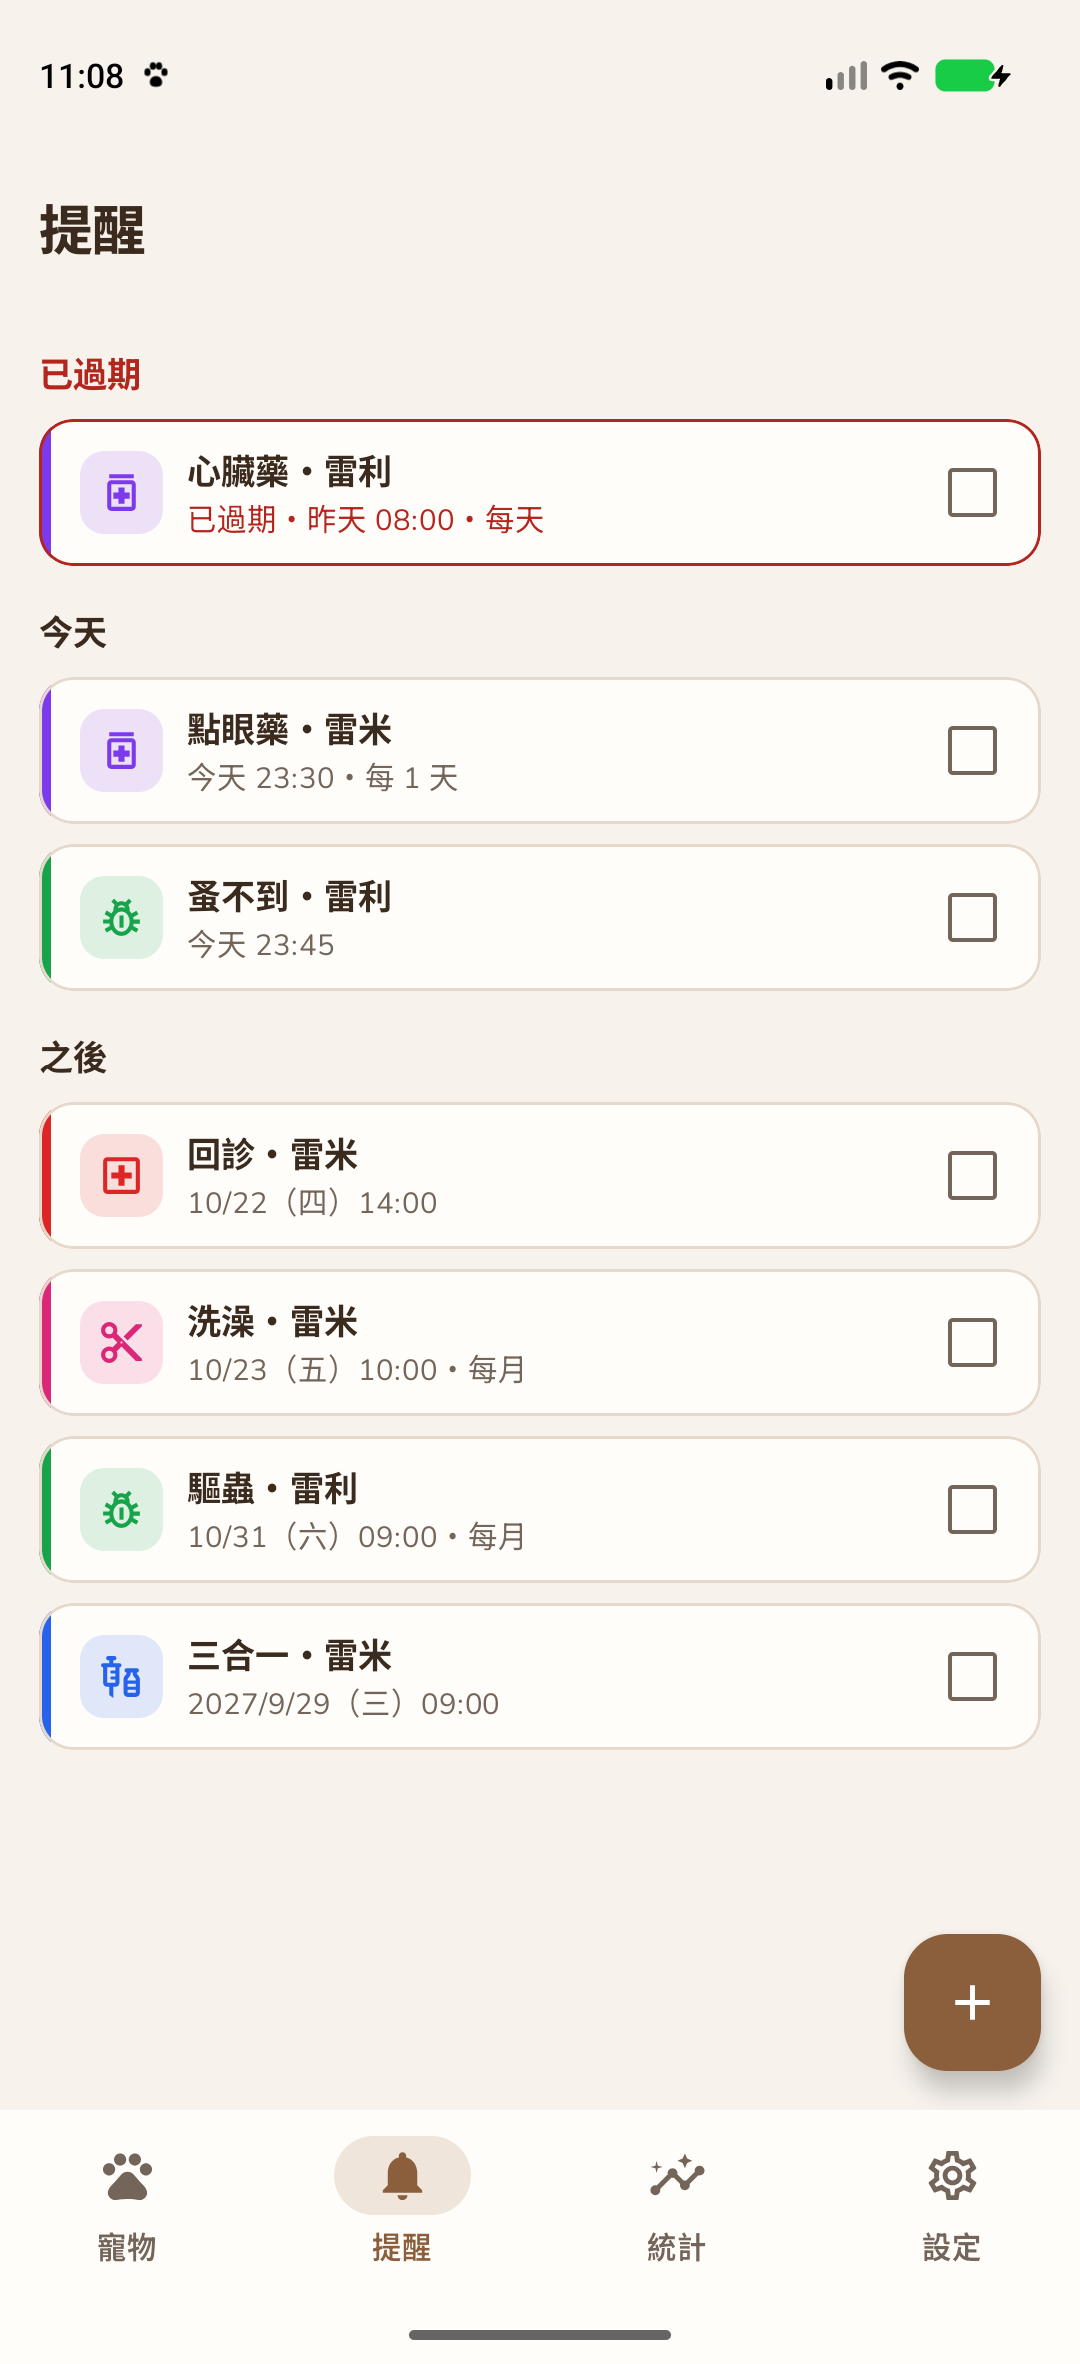 11:08
提醒
已過期
心臟藥・雷利
已過期・昨天 08:00・每天
今天
點眼藥・雷米
今天 23:30・每 1 天
蚤不到・雷利
今天 23:45
之後
回診・雷米
10/22（四）14:00
洗澡・雷米
10/23（五）10:00・每月
驅蟲・雷利
10/31（六）09:00・每月
三合一・雷米
2027/9/29（三）09:00
寵物
提醒
統計
設定